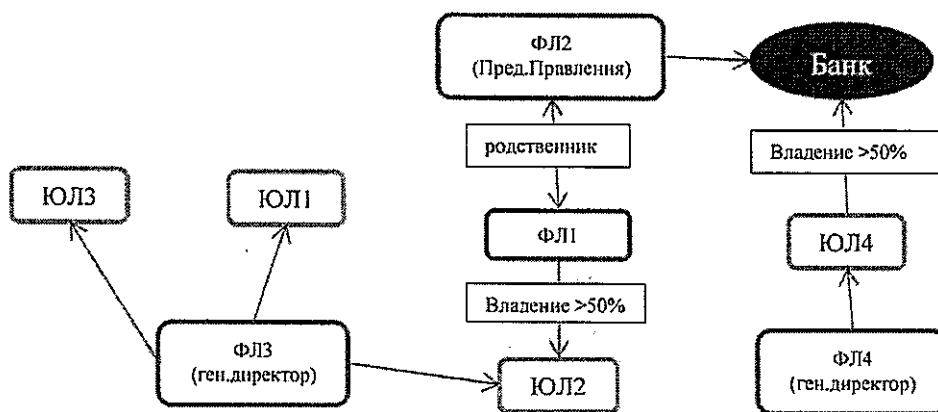 ФЛ2
(Пред.Правления)
Банк
родственник
Владение >50%
ЮЛ3
ЮЛ1
ФЛ1
ЮЛ4
Владение >50%
ФЛ3
(ген.директор)
ЮЛ2
ФЛ4
(ген.директор)